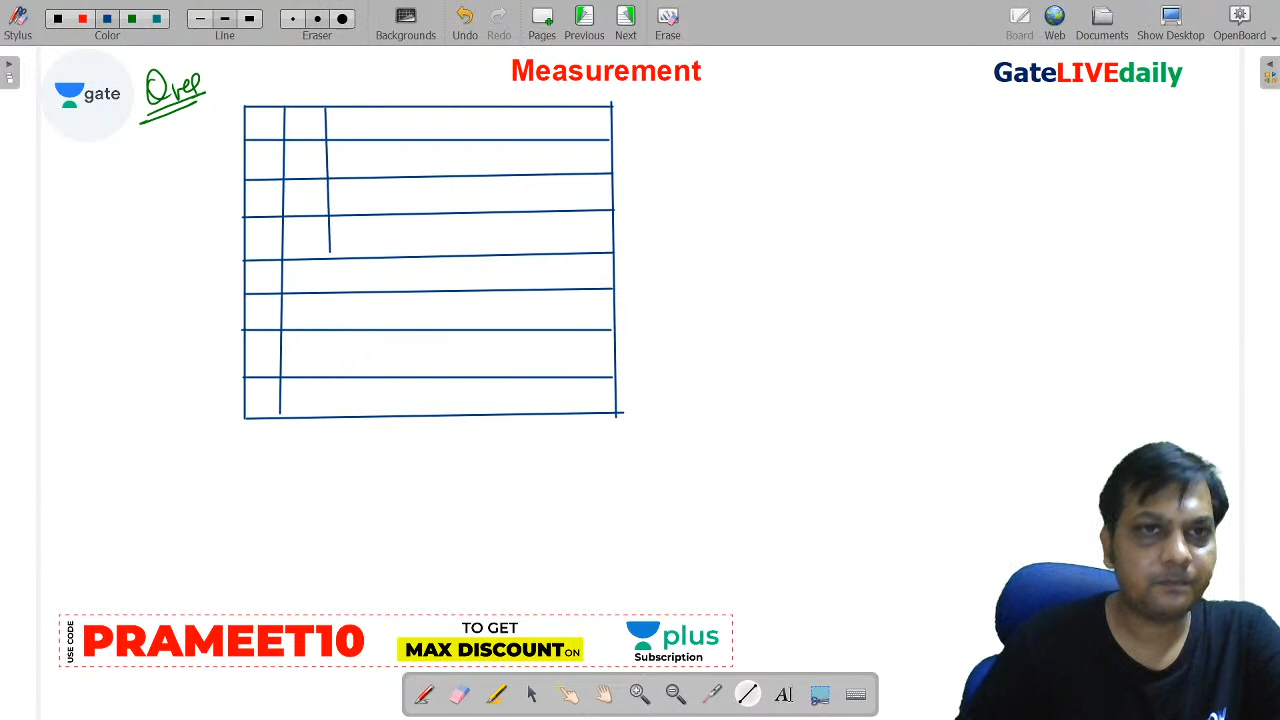 Stylus
Color
Line
Eraser
Backgrounds
Undo
Redo
Pages
Previous
Next
Erase
Board
Web
Documents
Show Desktop
OpenBoard
gate
Measurement
GateLIVEdaily
USE CODE
PRAMEET10
TO GET
MAX DISCOUNT ON
plus
Subscription